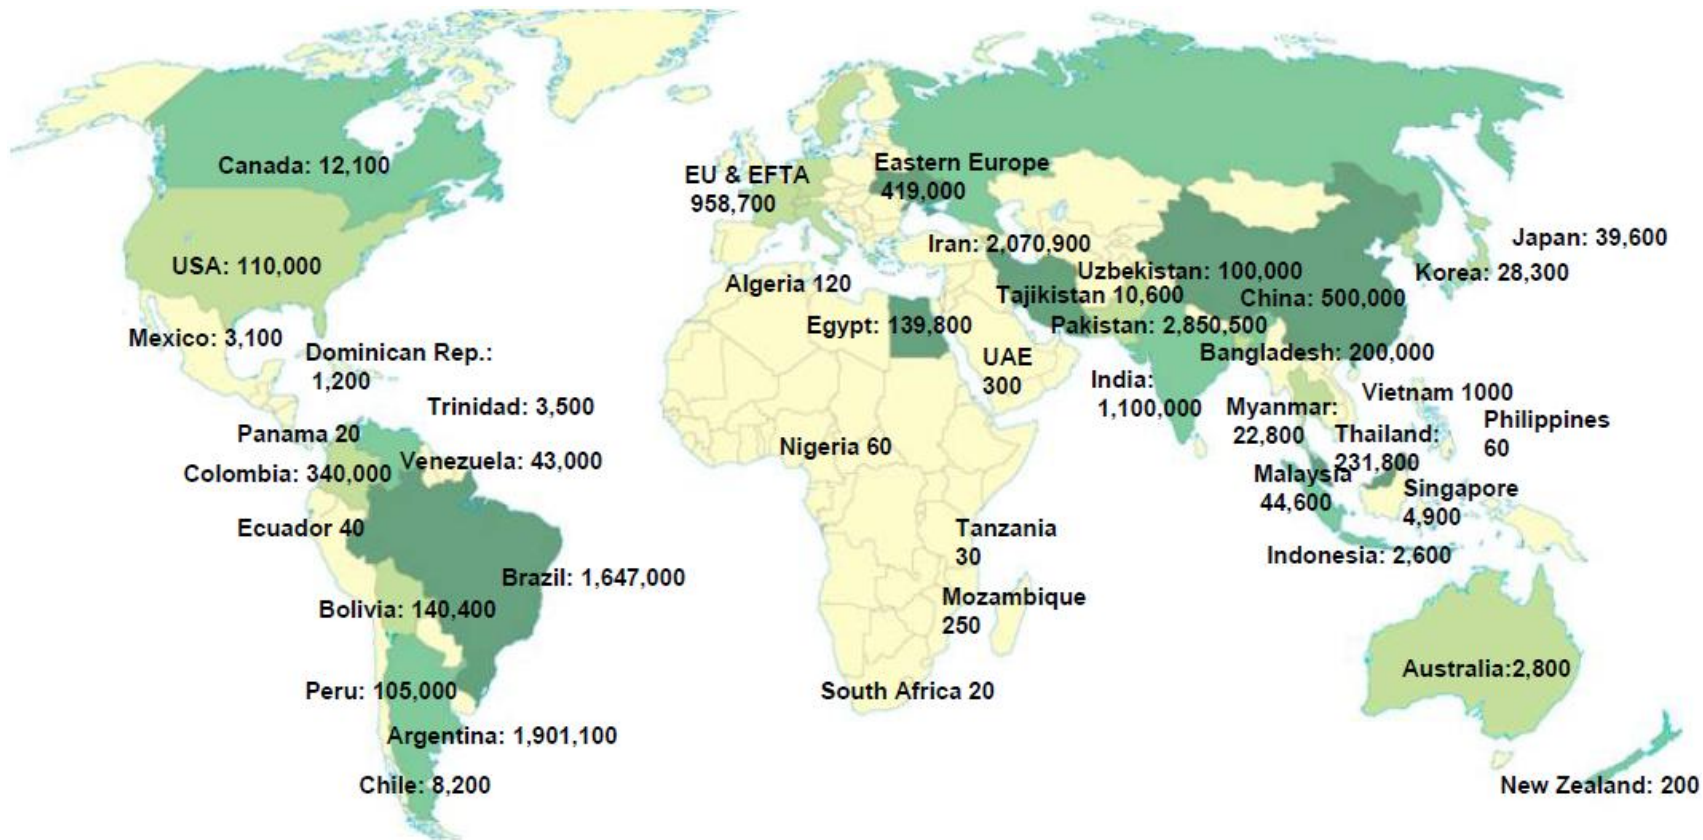 Canada: 12,100
USA: 110,000
Mexico: 3,100
Dominican Rep.:
1,200
Trinidad: 3,500
Panama 20
Colombia: 340,000
Venezuela: 43,000
Ecuador 40
Brazil: 1,647,000
Bolivia: 140,400
Peru: 105,000
Argentina: 1,901,100
Chile: 8,200
EU & EFTA
958,700
Eastern Europe
419,000
Algeria 120
Egypt: 139,800
Nigeria 60
Tanzania
30
Mozambique
250
South Africa 20
Iran: 2,070,900
Uzbekistan: 100,000
Tajikistan 10,600
China: 500,000
Pakistan: 2,850,500
UAE
300
Bangladesh: 200,000
India:
1,100,000
Japan: 39,600
Korea: 28,300
Vietnam 1000
Myanmar:
22,800
Philippines
60
Thailand:
231,800
Malaysia
44,600
Singapore
4,900
Indonesia: 2,600
Australia:2,800
New Zealand: 200